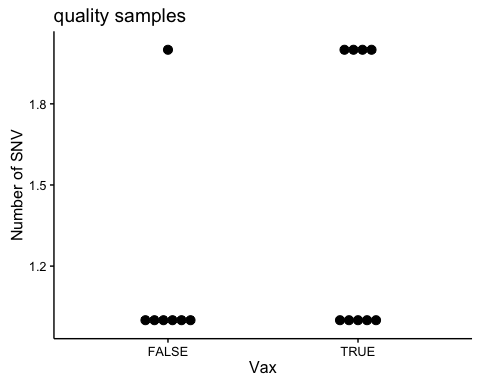 quality samples
Number of SNV
1.8
1.5
1.2
FALSE
TRUE
Vax